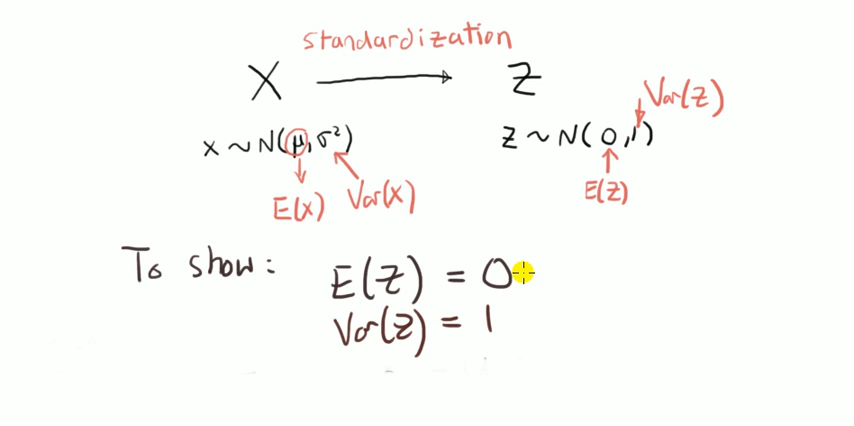 standardization
X → Z
Var(Z)
X ~ N(μ, σ²)
Z ~ N(0, 1)
E(X)
Var(X)
E(Z)
To show: E(Z) = 0
Var(Z) = 1